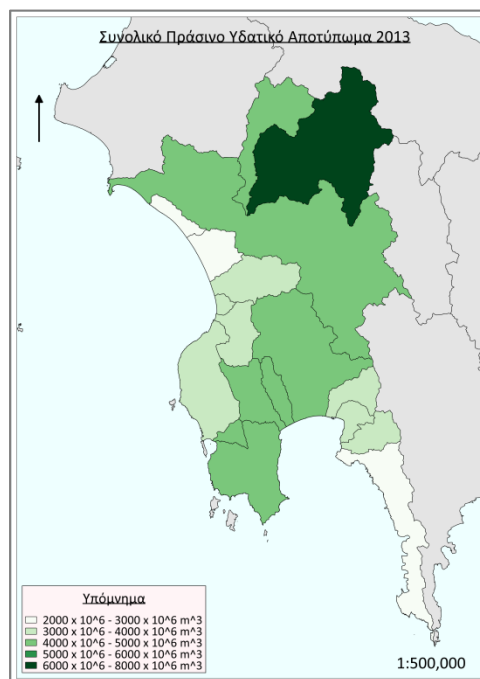 Συνολικό Πράσινο Υδατικό Αποτύπωμα 2013
Υπόμνημα
2000 x 10^6 - 3000 x 10^6 m^3
3000 x 10^6 - 4000 x 10^6 m^3
4000 x 10^6 - 5000 x 10^6 m^3
5000 x 10^6 - 6000 x 10^6 m^3
6000 x 10^6 - 8000 x 10^6 m^3
1:500,000